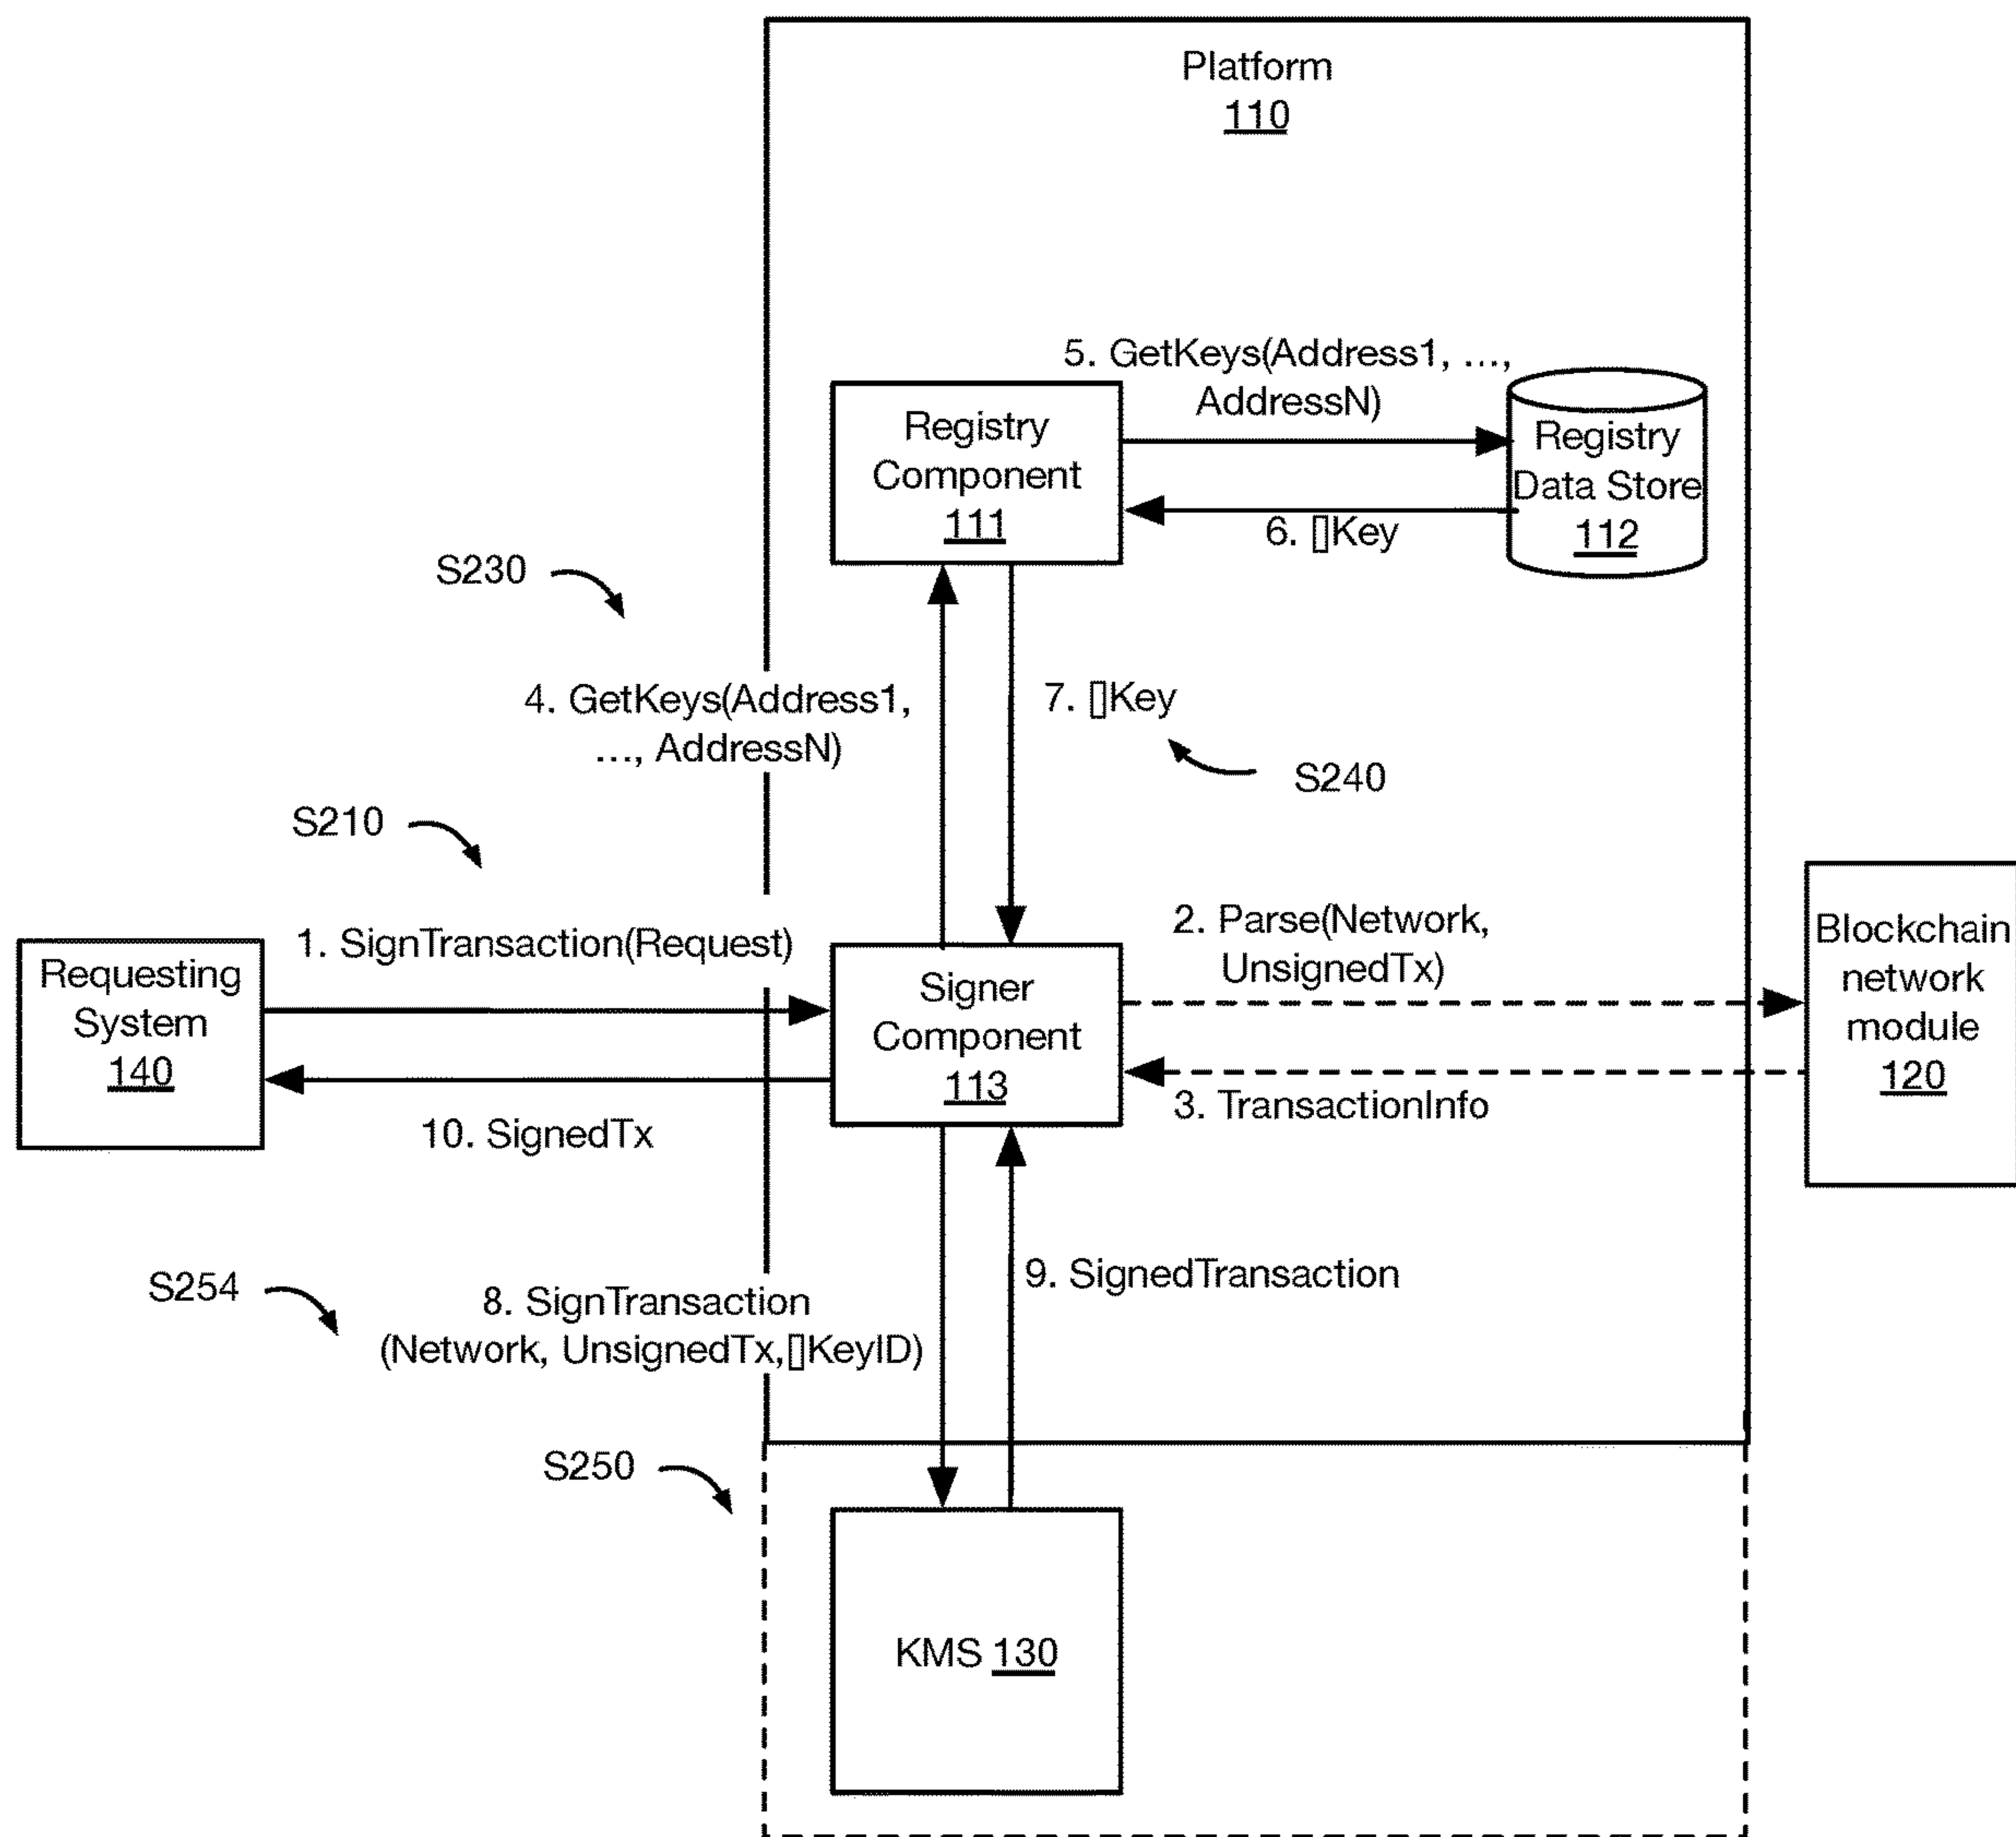 Platform
110
5. GetKeys(Address1, ...,
AddressN)
Registry
Component
111
Registry
Data Store
112
6. []Key
S230
4. GetKeys(Address1,
..., AddressN)
7. []Key
S240
S210
1. SignTransaction(Request)
2. Parse(Network,
UnsignedTx)
Requesting
System
140
Signer
Component
113
Blockchain
network
module
120
3. TransactionInfo
10. SignedTx
S254
8. SignTransaction
(Network, UnsignedTx,[]KeyID)
9. SignedTransaction
S250
KMS 130